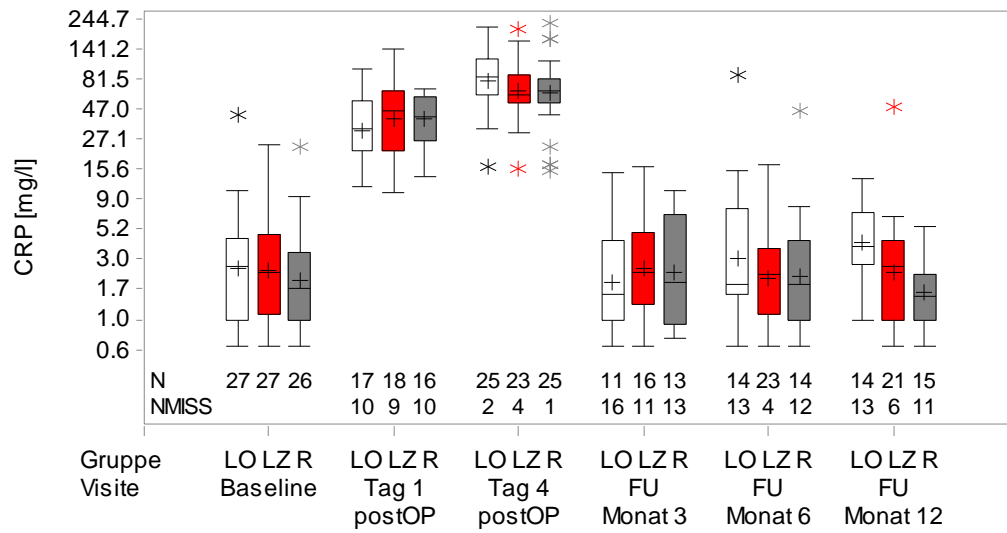 CRP [mg/l]
244.7
141.2
81.5
47.0
27.1
15.6
9.0
5.2
3.0
1.7
1.0
0.6
N 27 27 26 17 18 16 25 23 25 11 16 13 14 23 14 14 21 15
NMISS 10 9 10 2 4 1 16 11 13 13 4 12 13 6 11
Gruppe LO LZ R LO LZ R LO LZ R LO LZ R LO LZ R LO LZ R
Visite Baseline Tag 1 Tag 4 FU FU FU
postOP postOP Monat 3 Monat 6 Monat 12